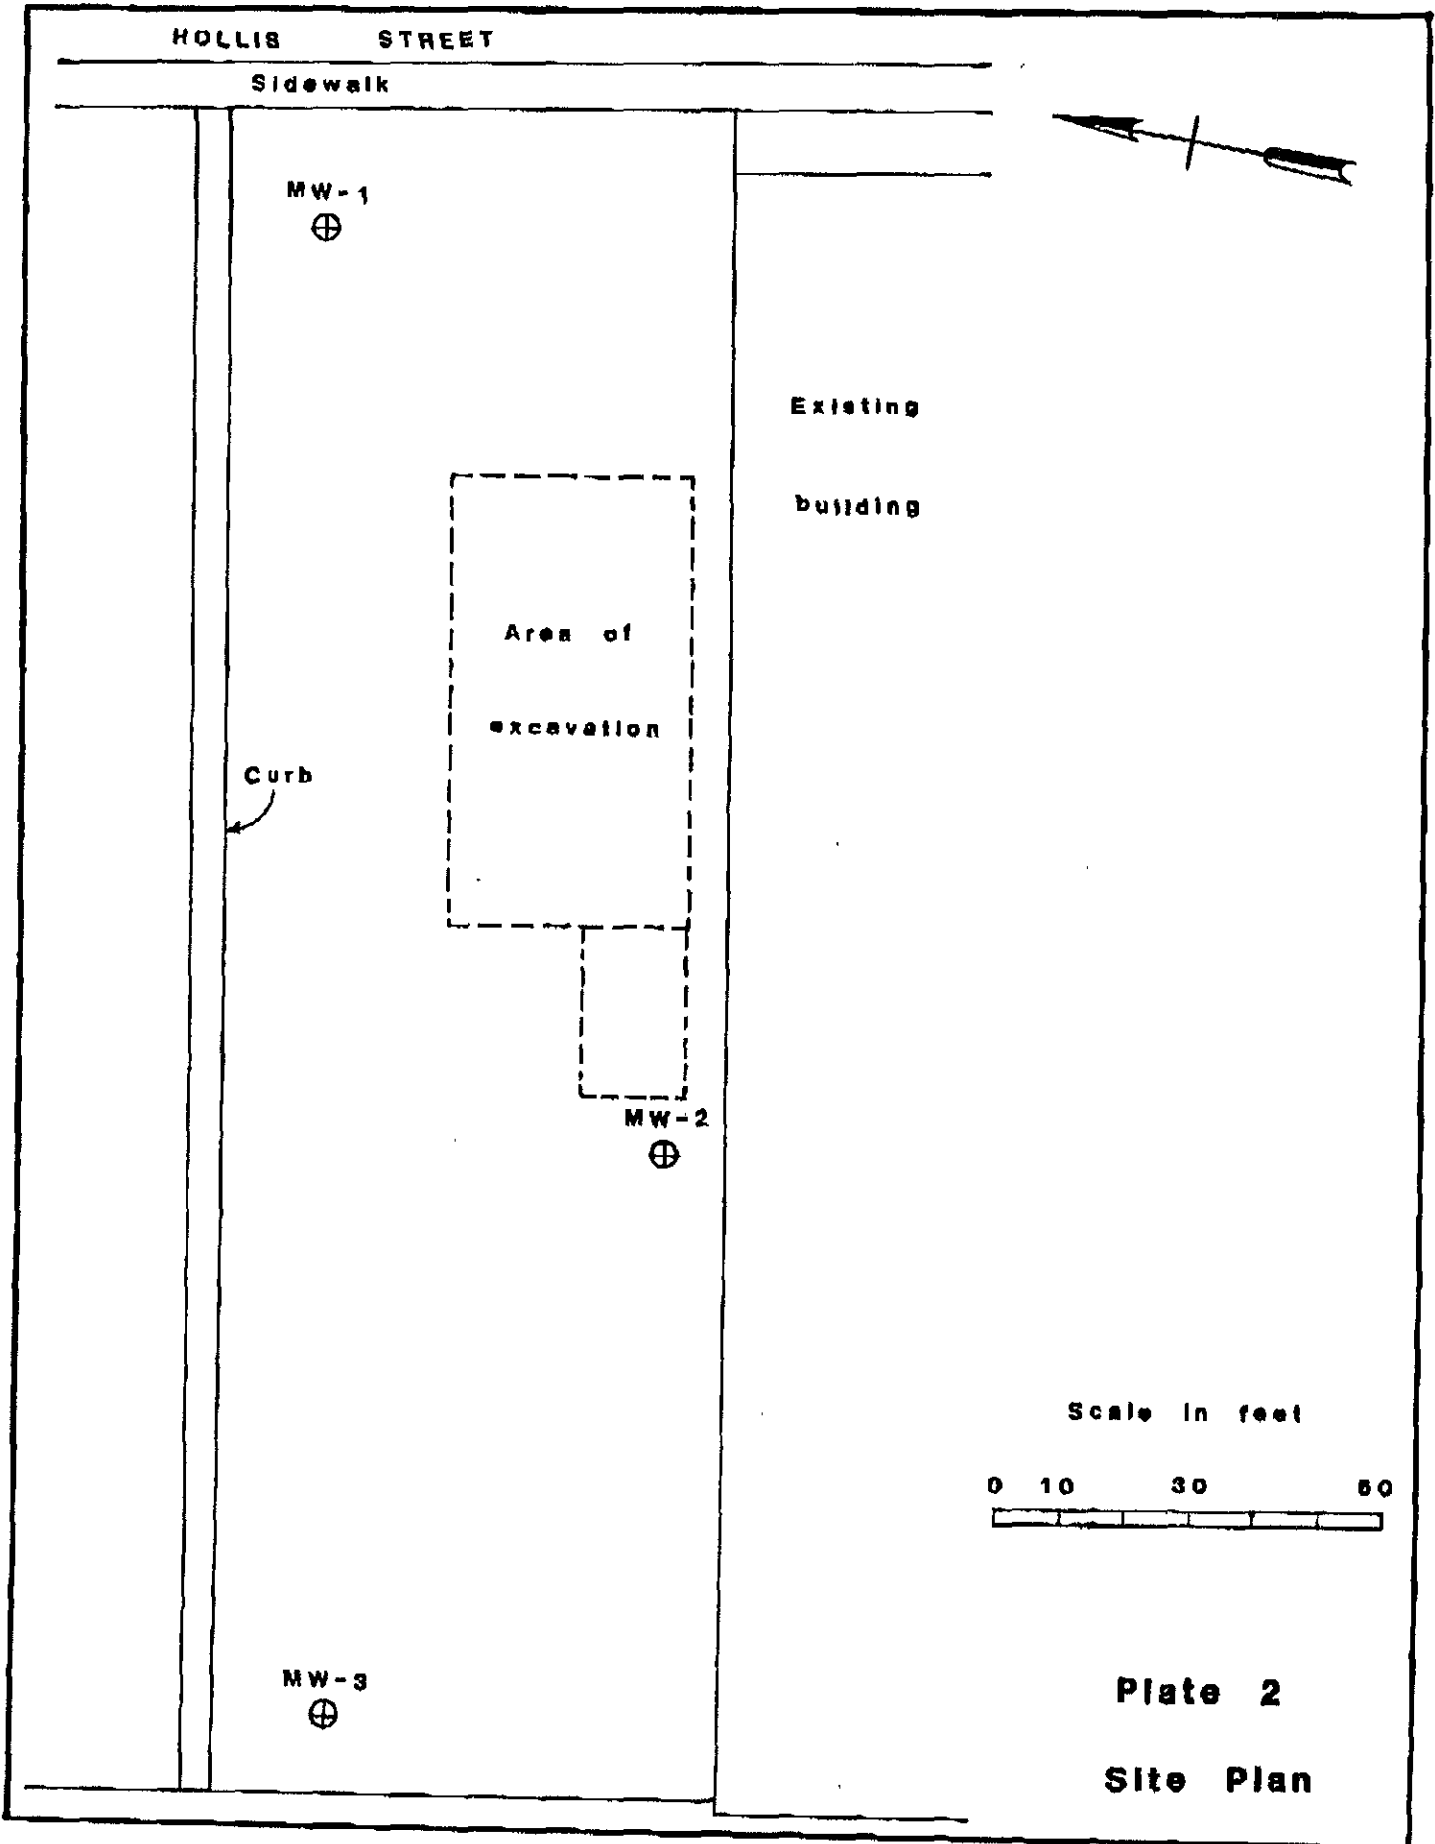 HOLLIS STREET
Sidewalk
MW-1
Existing
building
Area of
excavation
Curb
MW-2
Scale in feet
0 10 30 60
MW-3
Plate 2
Site Plan